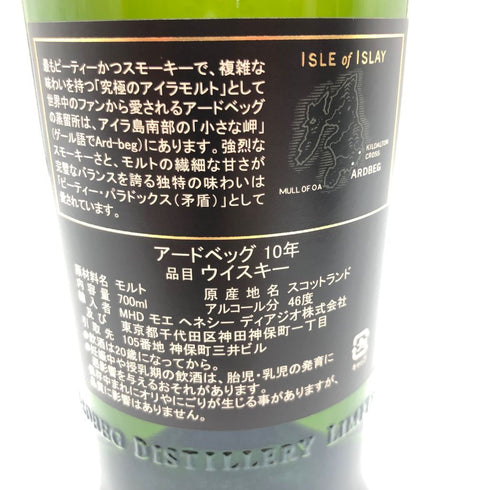 最もピーティーかつスモーキーで、複雑な
味わいを持つ「究極のアイラモルト」として
世界中のファンから愛されるアードベッグ
の蒸留所は、アイラ島南部の「小さな岬」
(ゲール語でArd-beg)にあります。強烈な
スモーキーさと、モルトの繊細な甘さが
完璧なバランスを誇る独特の味わいは
「ピーティー・パラドックス(矛盾)」として
愛されています。
ISLE of ISLAY
KILDALTON
CROSS
ARDBEG
MULL OF OA
アードベッグ 10年
品目 ウイスキー
原材料名 モルト 原産地名 スコットランド
内容量 700ml アルコール分 46度
輸入者 MHD モエ ヘネシー ディアジオ株式会社
及び 東京都千代田区神田神保町一丁目
引取先 105番地 神保町三井ビル
飲酒は20歳になってから。
妊娠中や授乳期の飲酒は、胎児・乳児の発育に
悪影響を与えるおそれがあります。
まれにオリやにごりが生じる事がありますが、
品質に影響はありません。
DISTILLERY